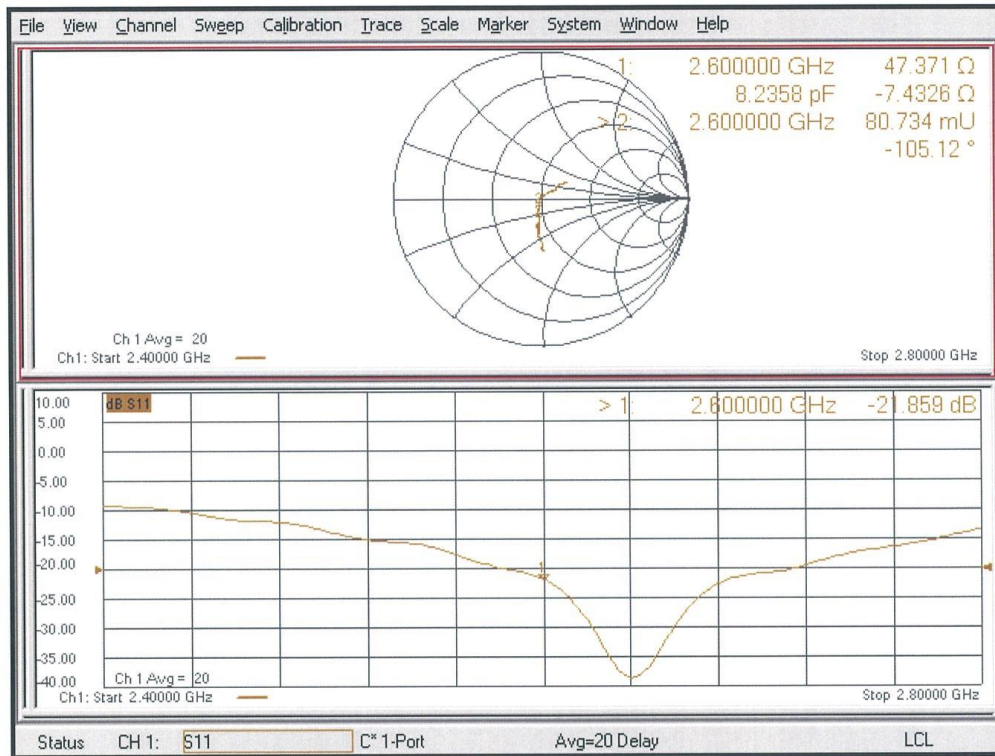 File View Channel Sweep Calibration Trace Scale Marker System Window Help
1: 2.600000 GHz 47.371 Ω
8.2358 pF -7.4326 Ω
> 2: 2.600000 GHz 80.734 mU
-105.12 °
Ch 1 Avg = 20
Ch1: Start 2.40000 GHz Stop 2.80000 GHz
10.00 dB S11 > 1: 2.600000 GHz -21.859 dB
5.00
0.00
-5.00
-10.00
-15.00
-20.00
1
-25.00
-30.00
-35.00
-40.00
Ch 1 Avg = 20
Ch1: Start 2.40000 GHz Stop 2.80000 GHz
Status CH 1: S11 C* 1-Port Avg=20 Delay LCL